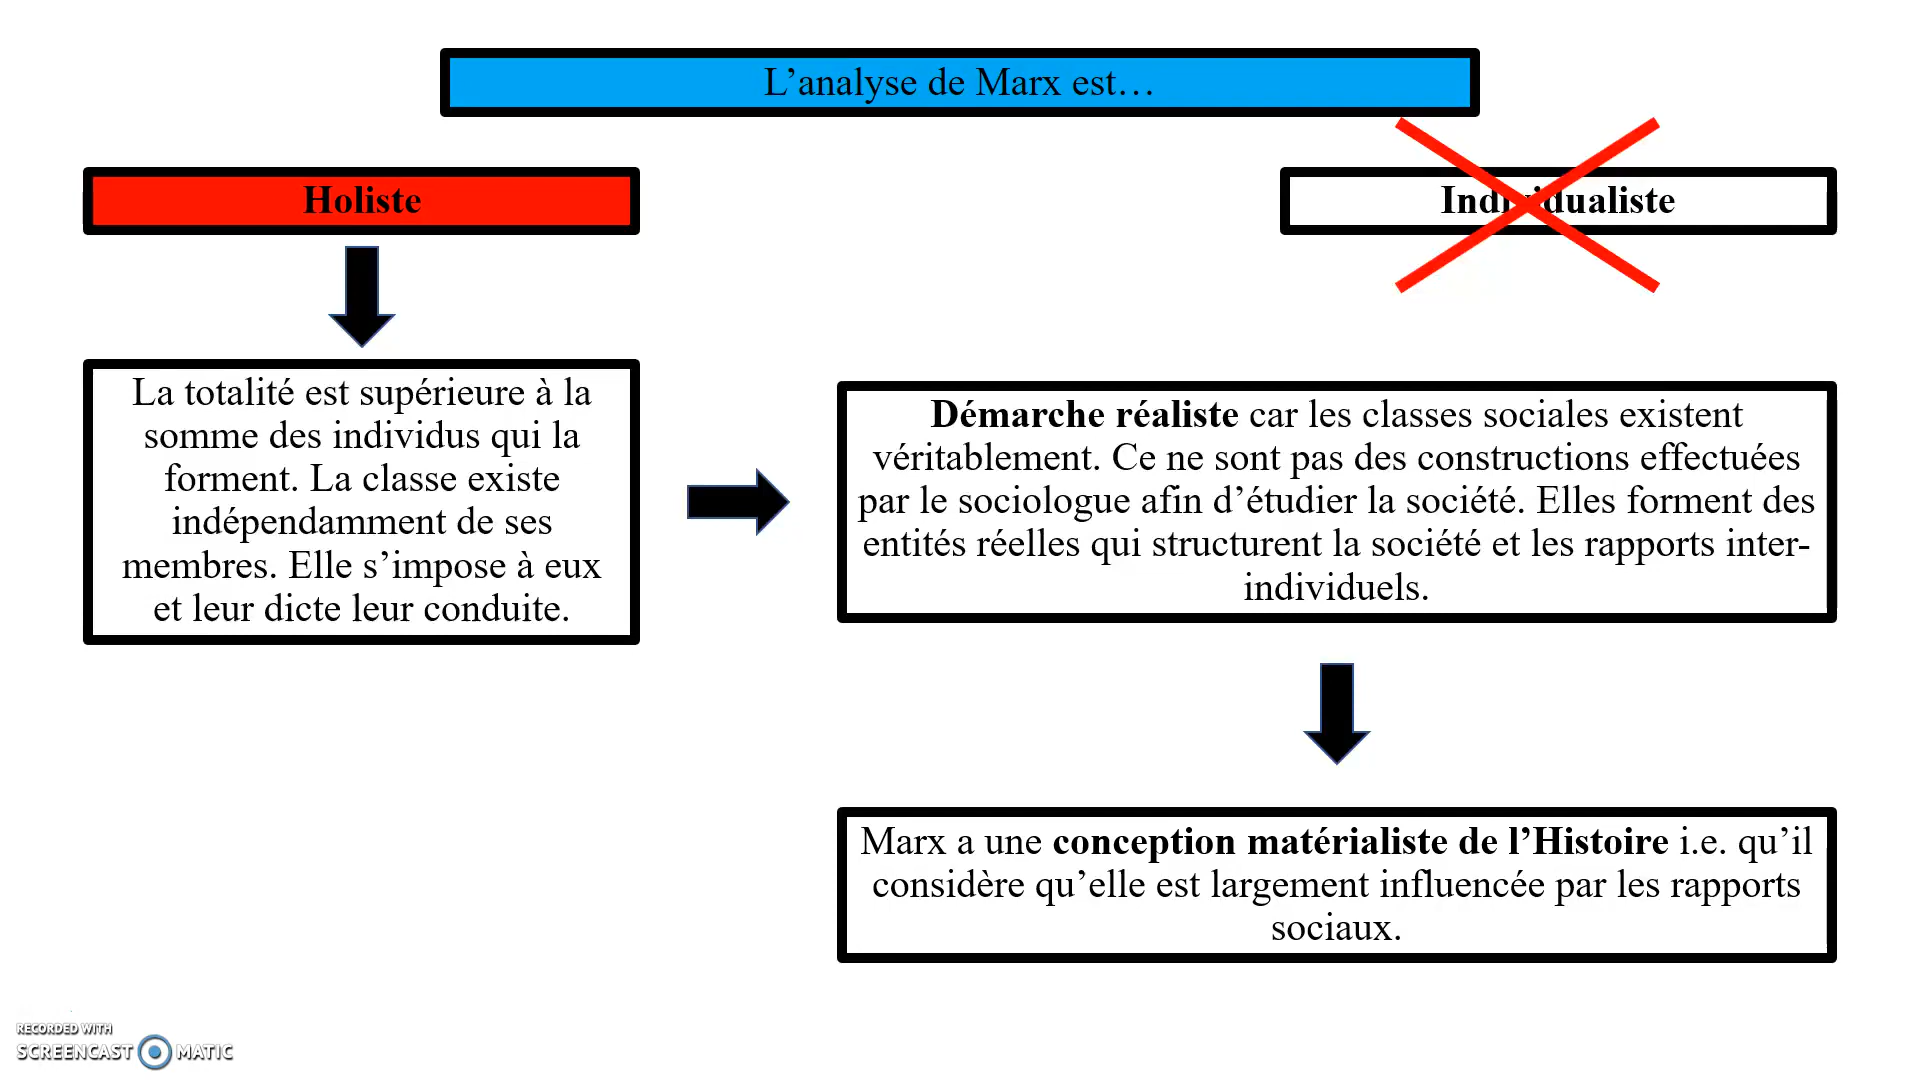 L’analyse de Marx est…
Holiste
Individualiste
La totalité est supérieure à la
somme des individus qui la
forment. La classe existe
indépendamment de ses
membres. Elle s’impose à eux
et leur dicte leur conduite.
Démarche réaliste car les classes sociales existent
véritablement. Ce ne sont pas des constructions effectuées
par le sociologue afin d’étudier la société. Elles forment des
entités réelles qui structurent la société et les rapports inter-
individuels.
Marx a une conception matérialiste de l’Histoire i.e. qu’il
considère qu’elle est largement influencée par les rapports
sociaux.
RECORDED WITH
SCREENCAST MATIC